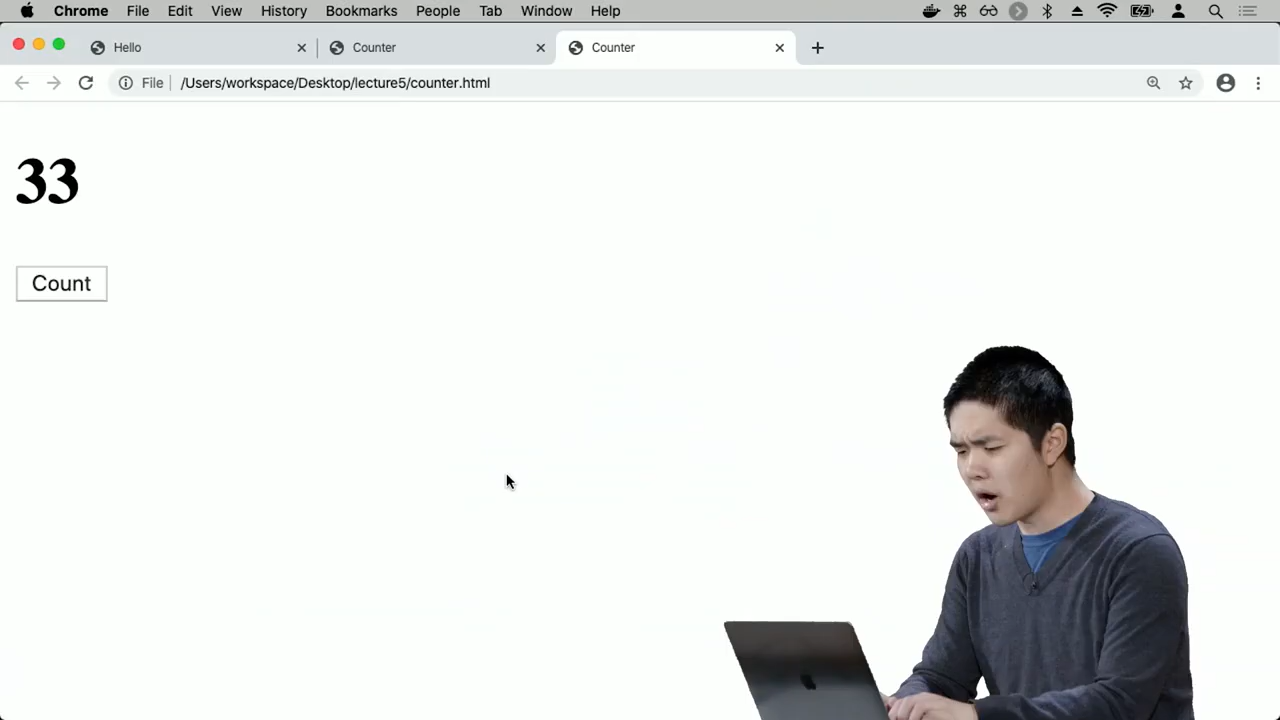 Chrome File Edit View History Bookmarks People Tab Window Help
Hello Counter Counter
File /Users/workspace/Desktop/lecture5/counter.html
33
Count